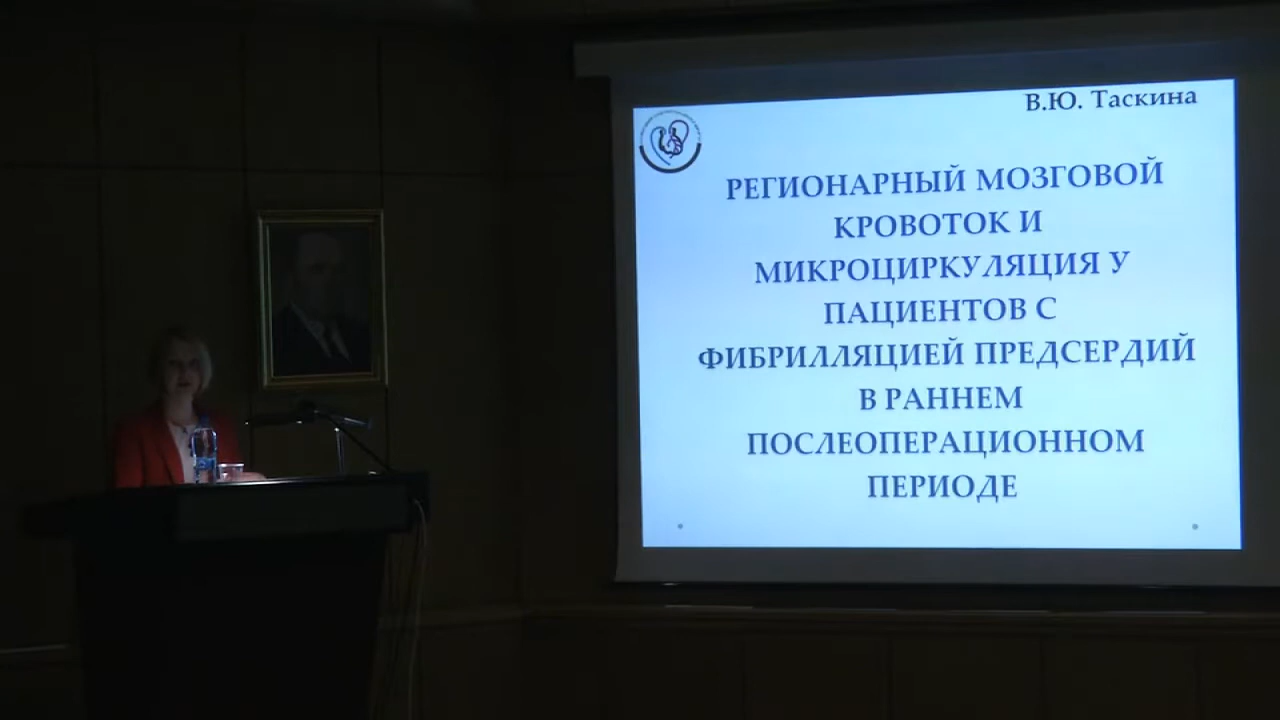 В.Ю. Таскина
РЕГИОНАРНЫЙ МОЗГОВОЙ
КРОВОТОК И
МИКРОЦИРКУЛЯЦИЯ У
ПАЦИЕНТОВ С
ФИБРИЛЛЯЦИЕЙ ПРЕДСЕРДИЙ
В РАННЕМ
ПОСЛЕОПЕРАЦИОННОМ
ПЕРИОДЕ